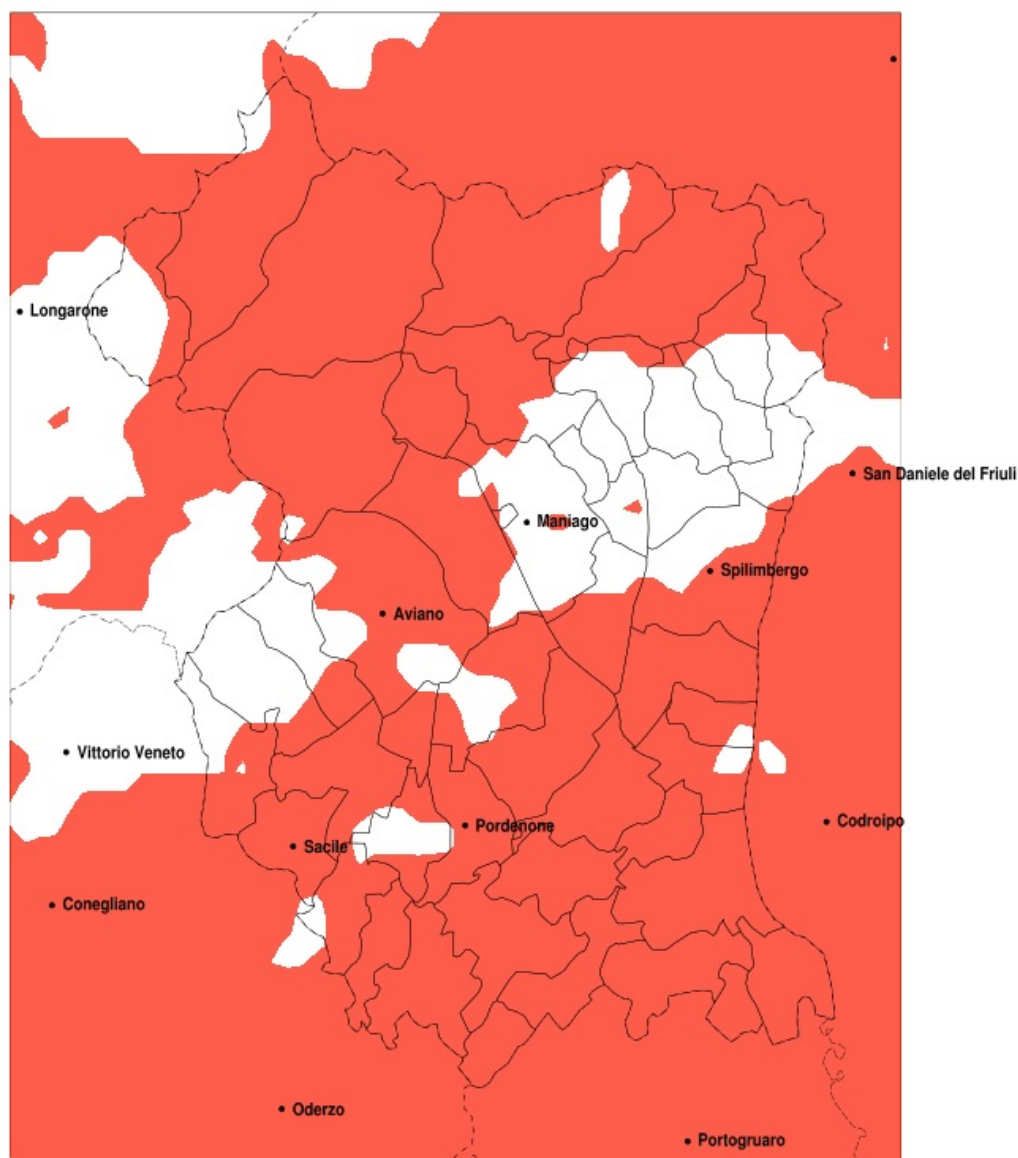 Longarone
San Daniele del Friuli
Maniago
Spilimbergo
Aviano
Vittorio Veneto
Codroipo
Pordenone
Sacile
Conegliano
Oderzo
Portogruaro